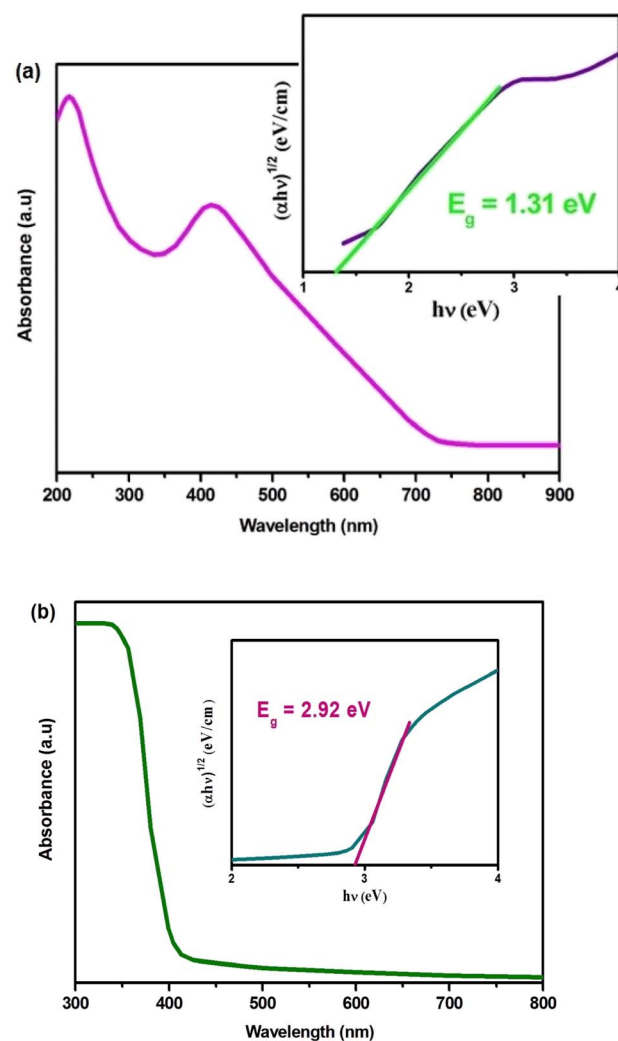 (a)
Absorbance (a.u)
200 300 400 500 600 700 800 900
Wavelength (nm)
(αhν)1/2 (eV/cm)
E g = 1.31 eV
1 2 3 4
hν (eV)
(b)
Absorbance (a.u)
300 400 500 600 700 800
Wavelength (nm)
(αhν)1/2 (eV/cm)
E g = 2.92 eV
2 3 4
hν (eV)